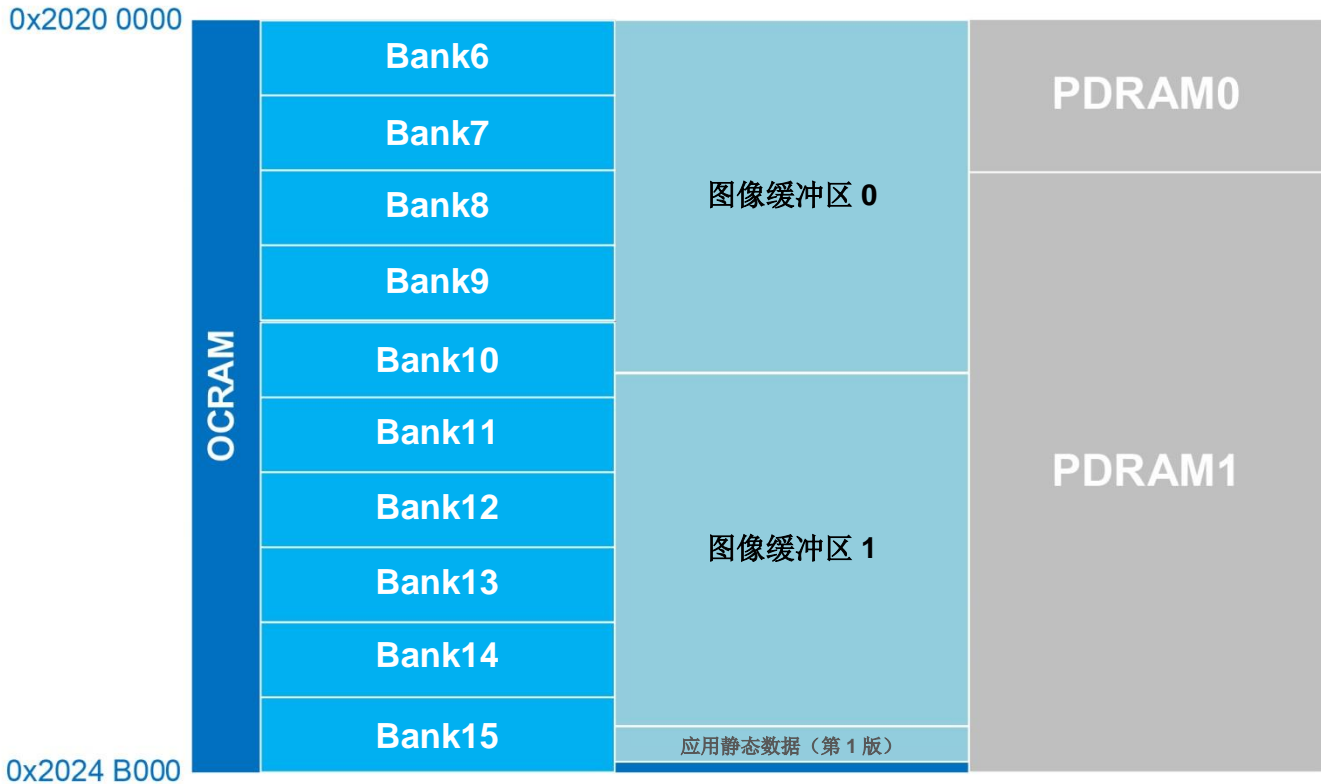 0x2020 0000
OCRAM
Bank6
Bank7
Bank8
Bank9
Bank10
Bank11
Bank12
Bank13
Bank14
Bank15
图像缓冲区 0
图像缓冲区 1
应用静态数据（第 1 版）
PDRAM0
PDRAM1
0x2024 B000